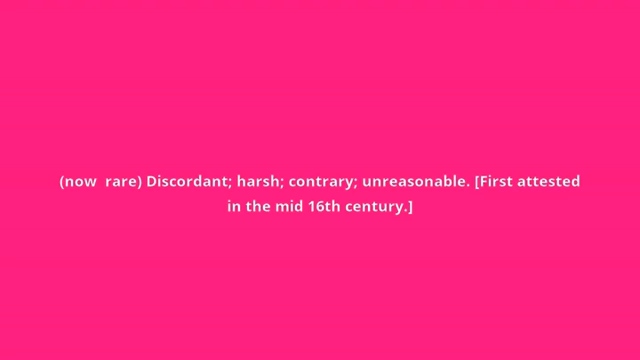 (now  rare) Discordant; harsh; contrary; unreasonable. [First attested
in the mid 16th century.]